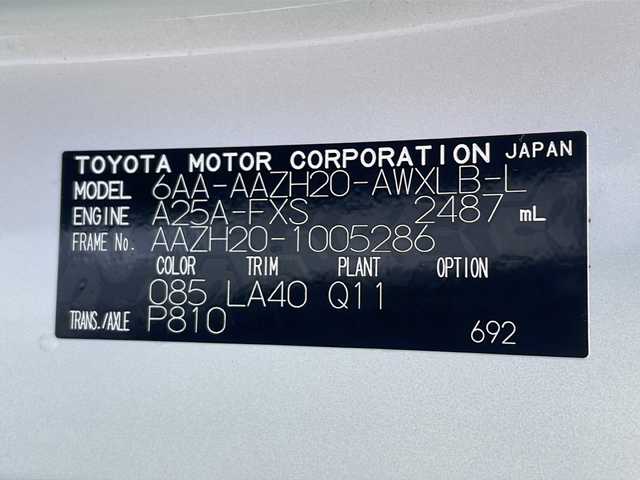 TOYOTA MOTOR CORPORATION JAPAN
MODEL 6AA-AAZH20-AWXLB-L
ENGINE A25A-FXS 2487 mL
FRAME No. AAZH20-1005286
COLOR TRIM PLANT OPTION
085 LA40 Q11
TRANS./AXLE P810
692